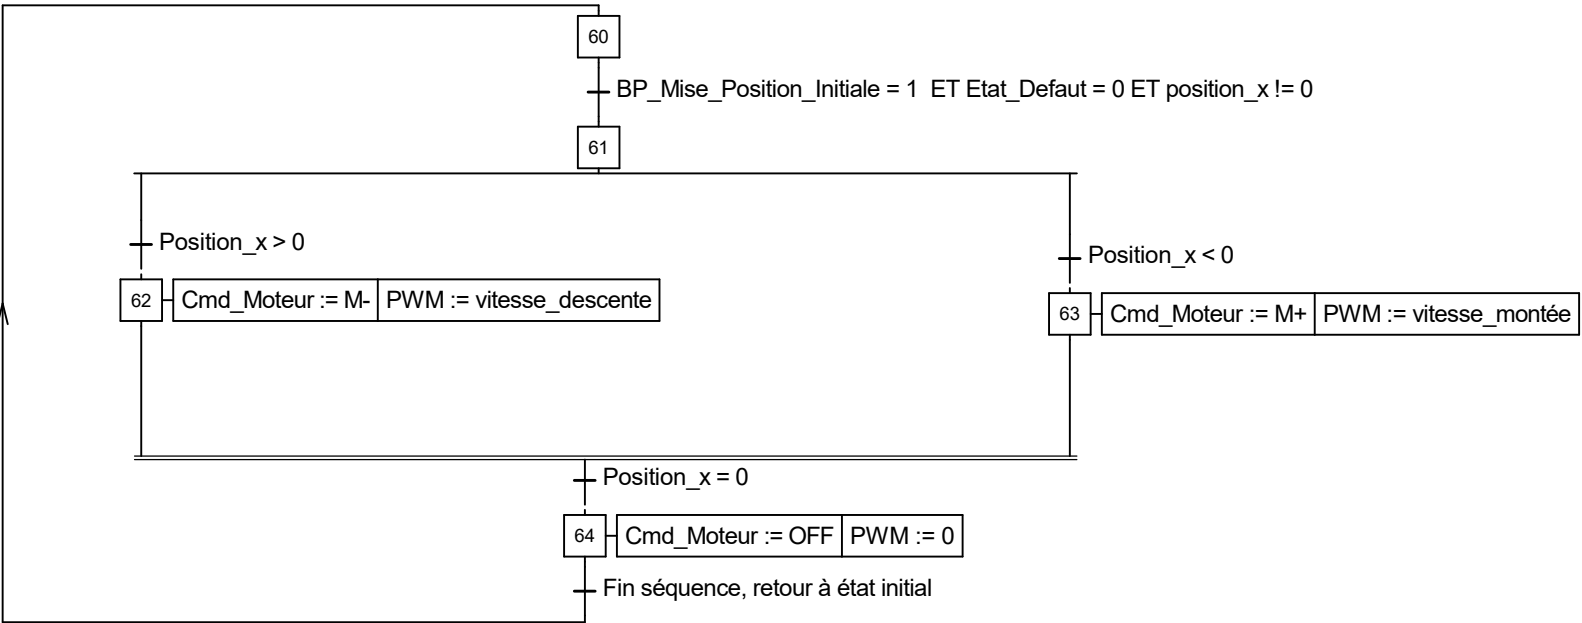 60
BP_Mise_Position_Initiale = 1  ET Etat_Defaut = 0 ET position_x != 0
61
Position_x > 0
Position_x < 0
62 Cmd_Moteur := M- PWM := vitesse_descente
63 Cmd_Moteur := M+ PWM := vitesse_montée
Position_x = 0
64 Cmd_Moteur := OFF PWM := 0
Fin séquence, retour à état initial